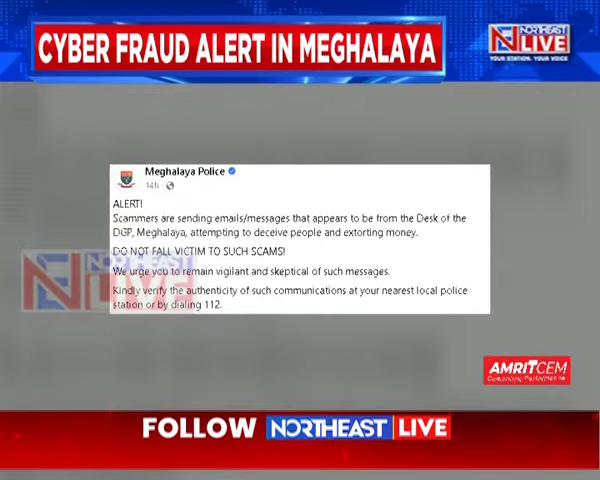 CYBER FRAUD ALERT IN MEGHALAYA
NORTHEAST
LIVE
YOUR STATION. YOUR VOICE
Meghalaya Police
14h
ALERT!
Scammers are sending emails/messages that appears to be from the Desk of the
DGP, Meghalaya, attempting to deceive people and extorting money.
DO NOT FALL VICTIM TO SUCH SCAMS!
We urge you to remain vigilant and skeptical of such messages.
Kindly verify the authenticity of such communications at your nearest local police
station or by dialing 112.
NORTHEAST
LIVE
AMRITCEM
Cementing Performance
FOLLOW NORTHEAST LIVE